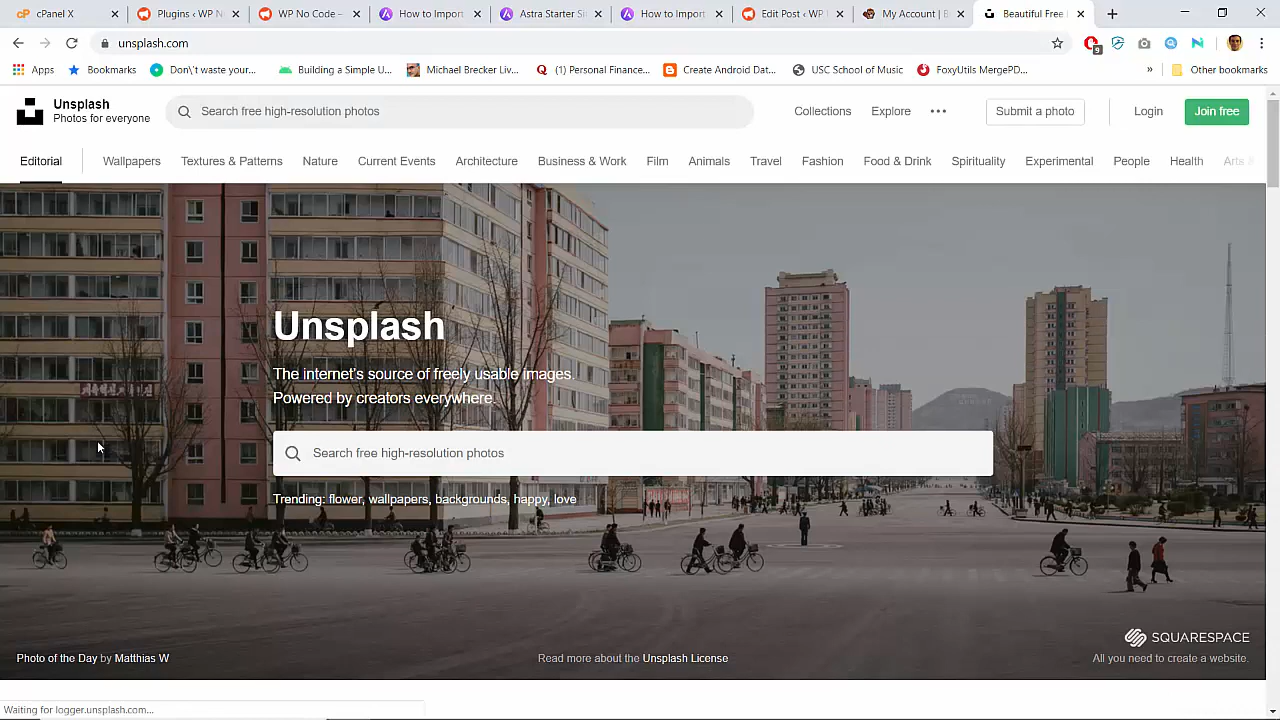 cPanel X
Plugins ‹ WP N
WP No Code –
How to Import
Astra Starter Si
How to Import
Edit Post ‹ WP
My Account | B
Beautiful Free
unsplash.com
9
Apps
Bookmarks
Don\'t waste your...
Building a Simple U...
Michael Brecker Liv...
(1) Personal Finance...
Create Android Dat...
USC School of Music
FoxyUtils MergePD...
»
Other bookmarks
Unsplash
Photos for everyone
Search free high-resolution photos
Collections
Explore
Submit a photo
Login
Join free
Editorial
Wallpapers
Textures & Patterns
Nature
Current Events
Architecture
Business & Work
Film
Animals
Travel
Fashion
Food & Drink
Spirituality
Experimental
People
Health
Arts &
Unsplash
The internet's source of freely usable images.
Powered by creators everywhere.
Search free high-resolution photos
Trending: flower, wallpapers, backgrounds, happy, love
SQUARESPACE
Photo of the Day by Matthias W
Read more about the Unsplash License
All you need to create a website.
Waiting for logger.unsplash.com...